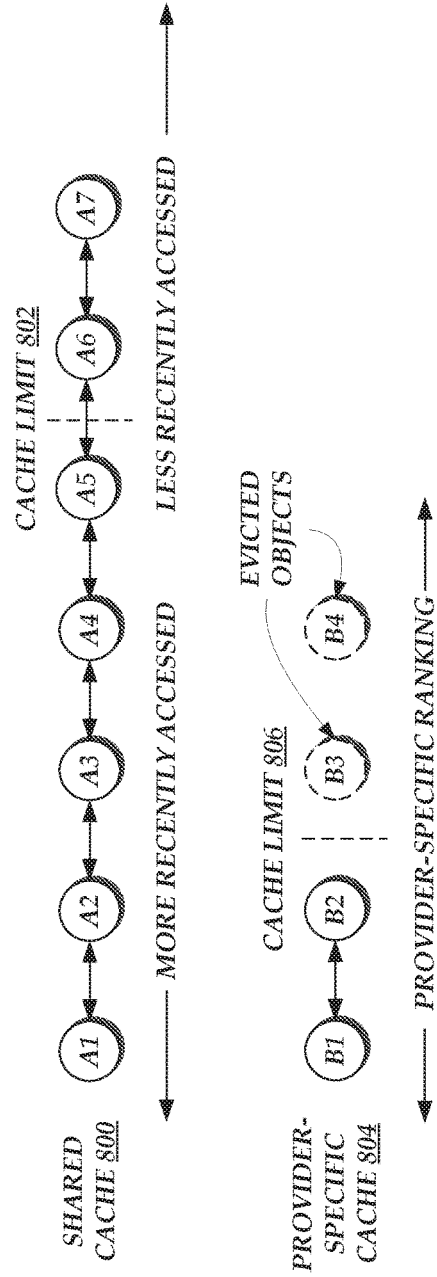 SHARED
CACHE 800
CACHE LIMIT 802
A1
A2
A3
A4
A5
A6
A7
MORE RECENTLY ACCESSED
LESS RECENTLY ACCESSED
PROVIDER-
SPECIFIC
CACHE 804
CACHE LIMIT 806
EVICTED
OBJECTS
B1
B2
B3
B4
PROVIDER-SPECIFIC RANKING